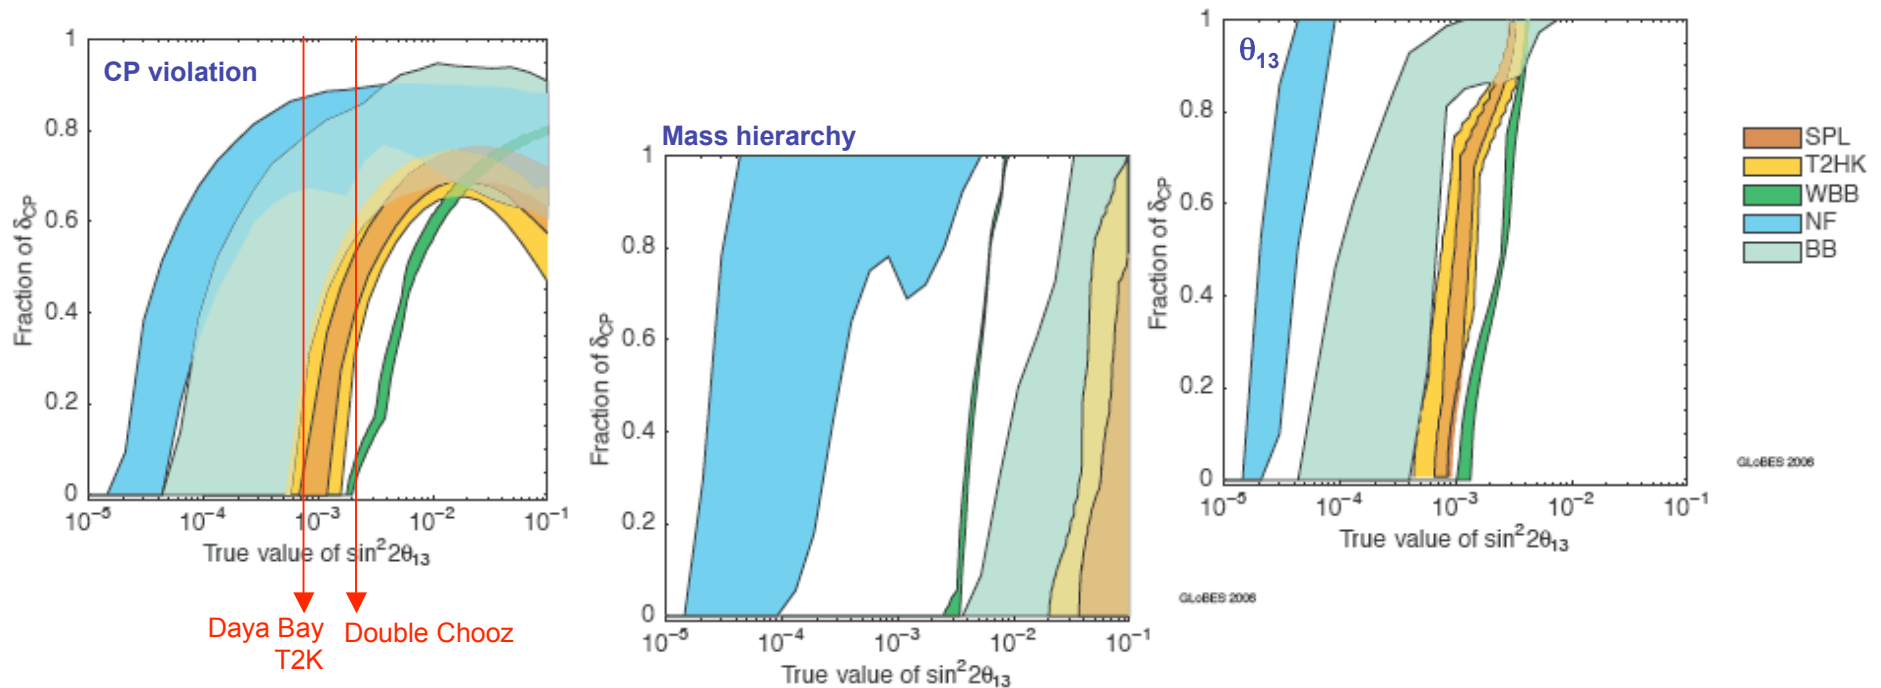 CP violation
1
0.8
0.6
0.4
0.2
0
Fraction of δCP
10⁻⁵
10⁻⁴
10⁻³
10⁻²
10⁻¹
True value of sin²2θ₁₃
Daya Bay
T2K
Double Chooz
Mass hierarchy
1
0.8
0.6
0.4
0.2
0
Fraction of δCP
10⁻⁵
10⁻⁴
10⁻³
10⁻²
10⁻¹
True value of sin²2θ₁₃
GLoBES 2006
θ₁₃
1
0.8
0.6
0.4
0.2
0
Fraction of δCP
10⁻⁵
10⁻⁴
10⁻³
10⁻²
10⁻¹
True value of sin²2θ₁₃
SPL
T2HK
WBB
NF
BB
GLoBES 2006